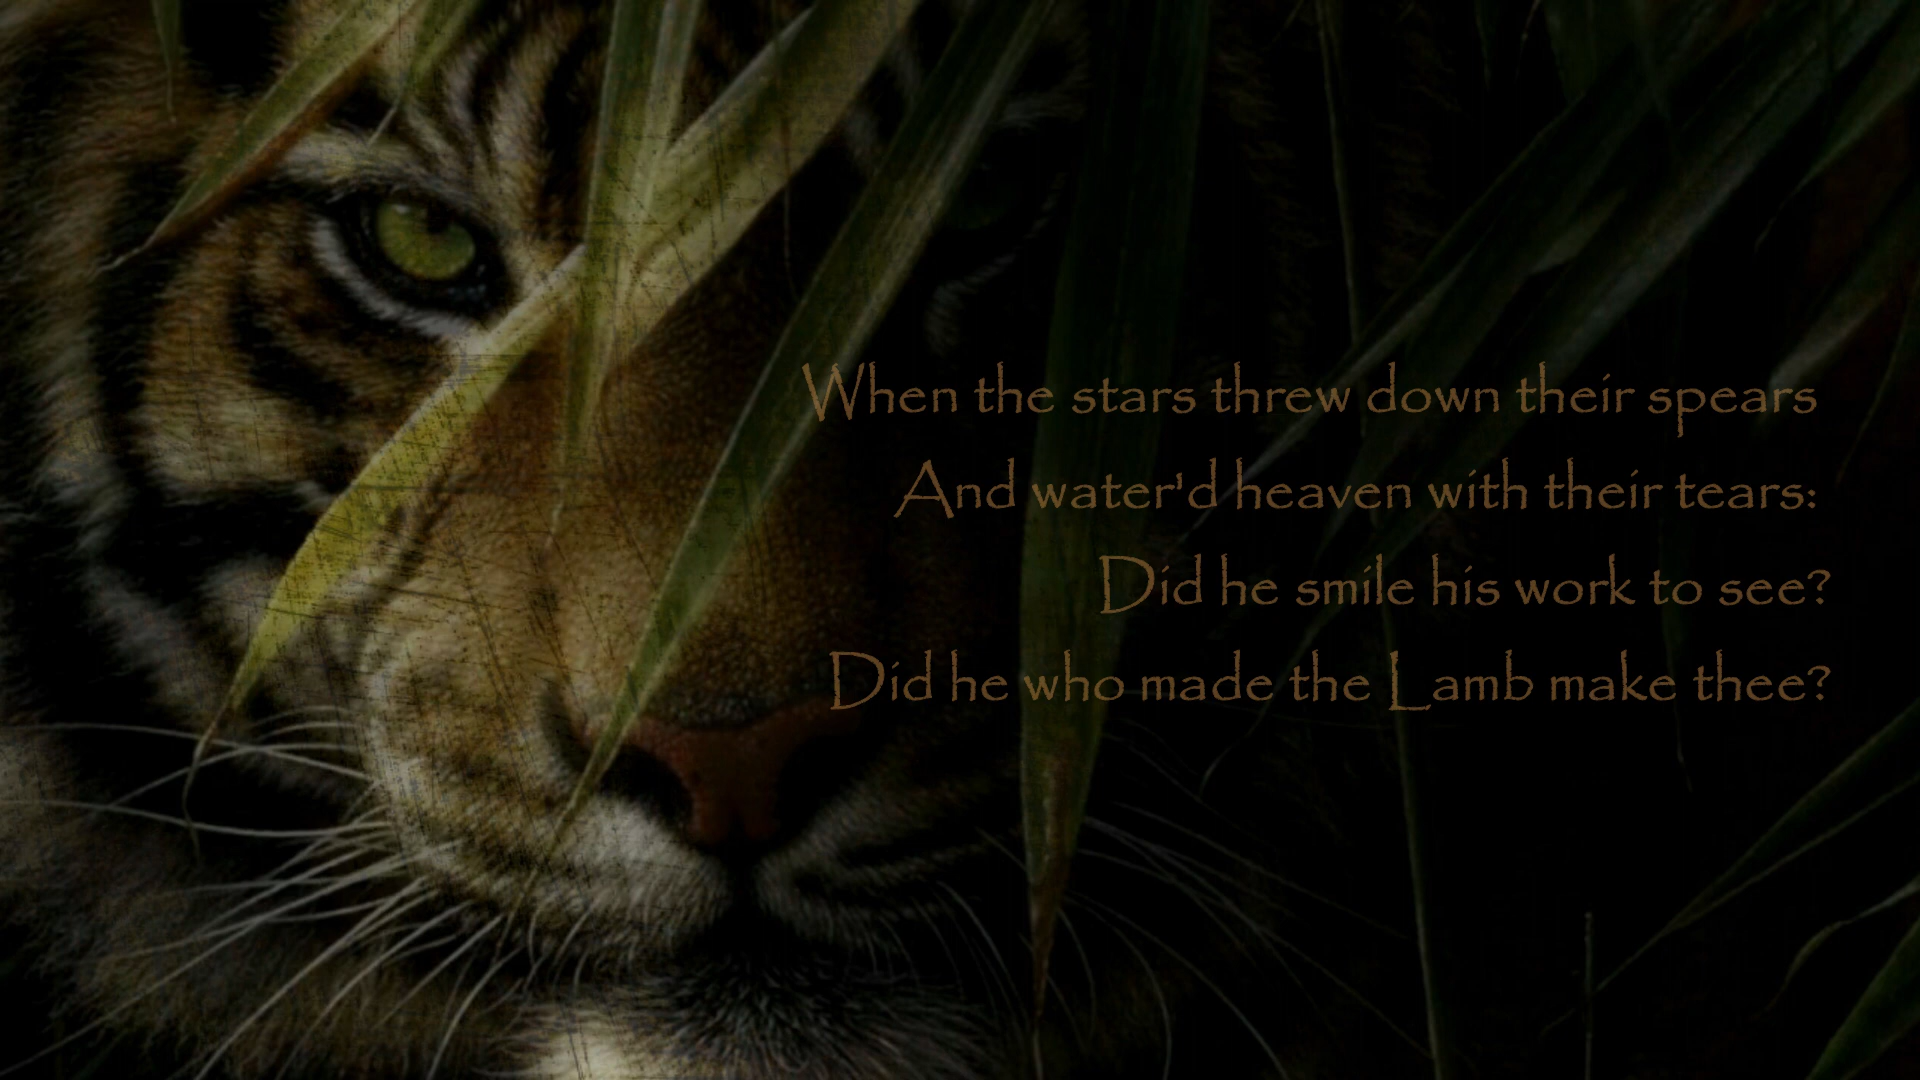 When the stars threw down their spears
And water'd heaven with their tears:
Did he smile his work to see?
Did he who made the Lamb make thee?